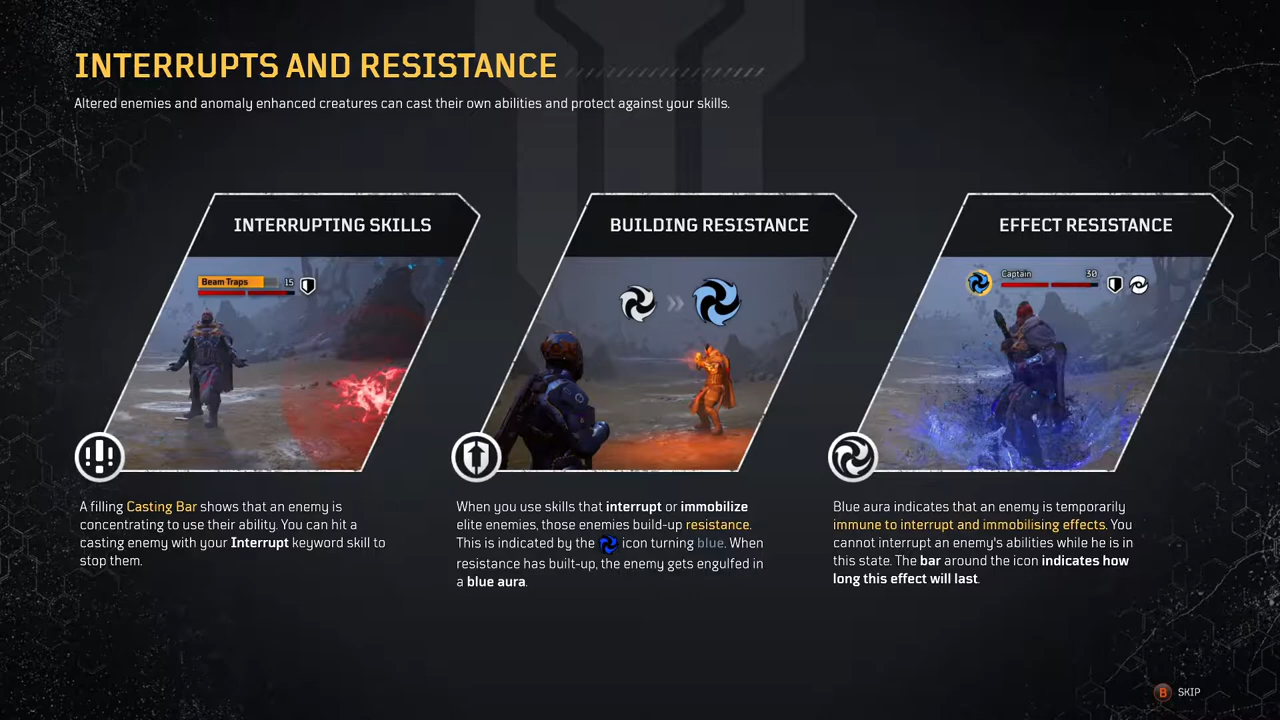 INTERRUPTS AND RESISTANCE
Altered enemies and anomaly enhanced creatures can cast their own abilities and protect against your skills.
INTERRUPTING SKILLS
Beam Traps 15
A filling Casting Bar shows that an enemy is
concentrating to use their ability. You can hit a
casting enemy with your Interrupt keyword skill to
stop them.
BUILDING RESISTANCE
When you use skills that interrupt or immobilize
elite enemies, those enemies build-up resistance.
This is indicated by the icon turning blue. When
resistance has built-up, the enemy gets engulfed in
a blue aura.
EFFECT RESISTANCE
Captain 30
Blue aura indicates that an enemy is temporarily
immune to interrupt and immobilising effects. You
cannot interrupt an enemy's abilities while he is in
this state. The bar around the icon indicates how
long this effect will last.
B SKIP